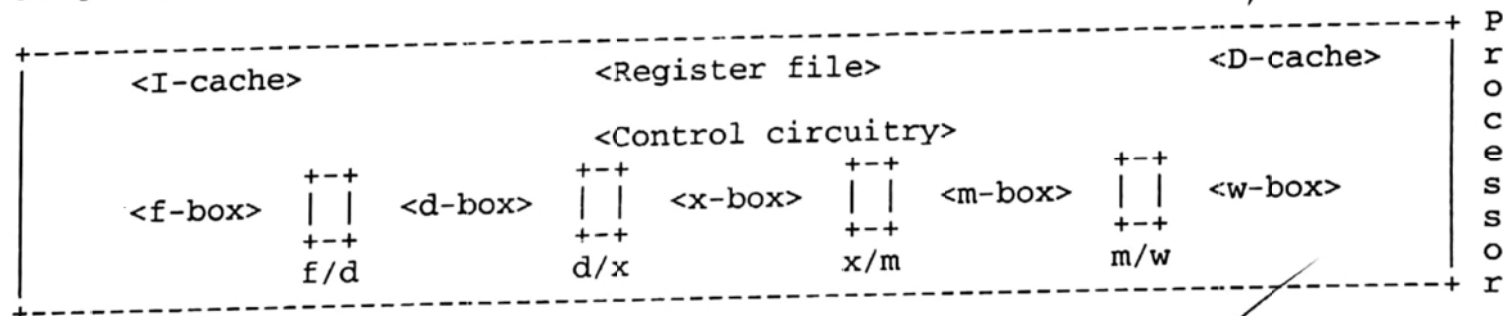 +------------------------------------------------------------------+
| <I-cache> <Register file> <D-cache> |
<Control circuitry>
+-+ +-+ +-+ +-+
<f-box> | | <d-box> | | <x-box> | | <m-box> | | <w-box>
+-+ +-+ +-+ +-+
| f/d d/x x/m m/w |
+------------------------------------------------------------------+
Processor